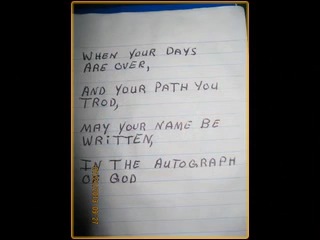 WHEN YOUR DAYS
ARE OVER,
AND YOUR PATH YOU
TROD,
MAY YOUR NAME BE
WRITTEN,
IN THE AUTOGRAPH
OF GOD